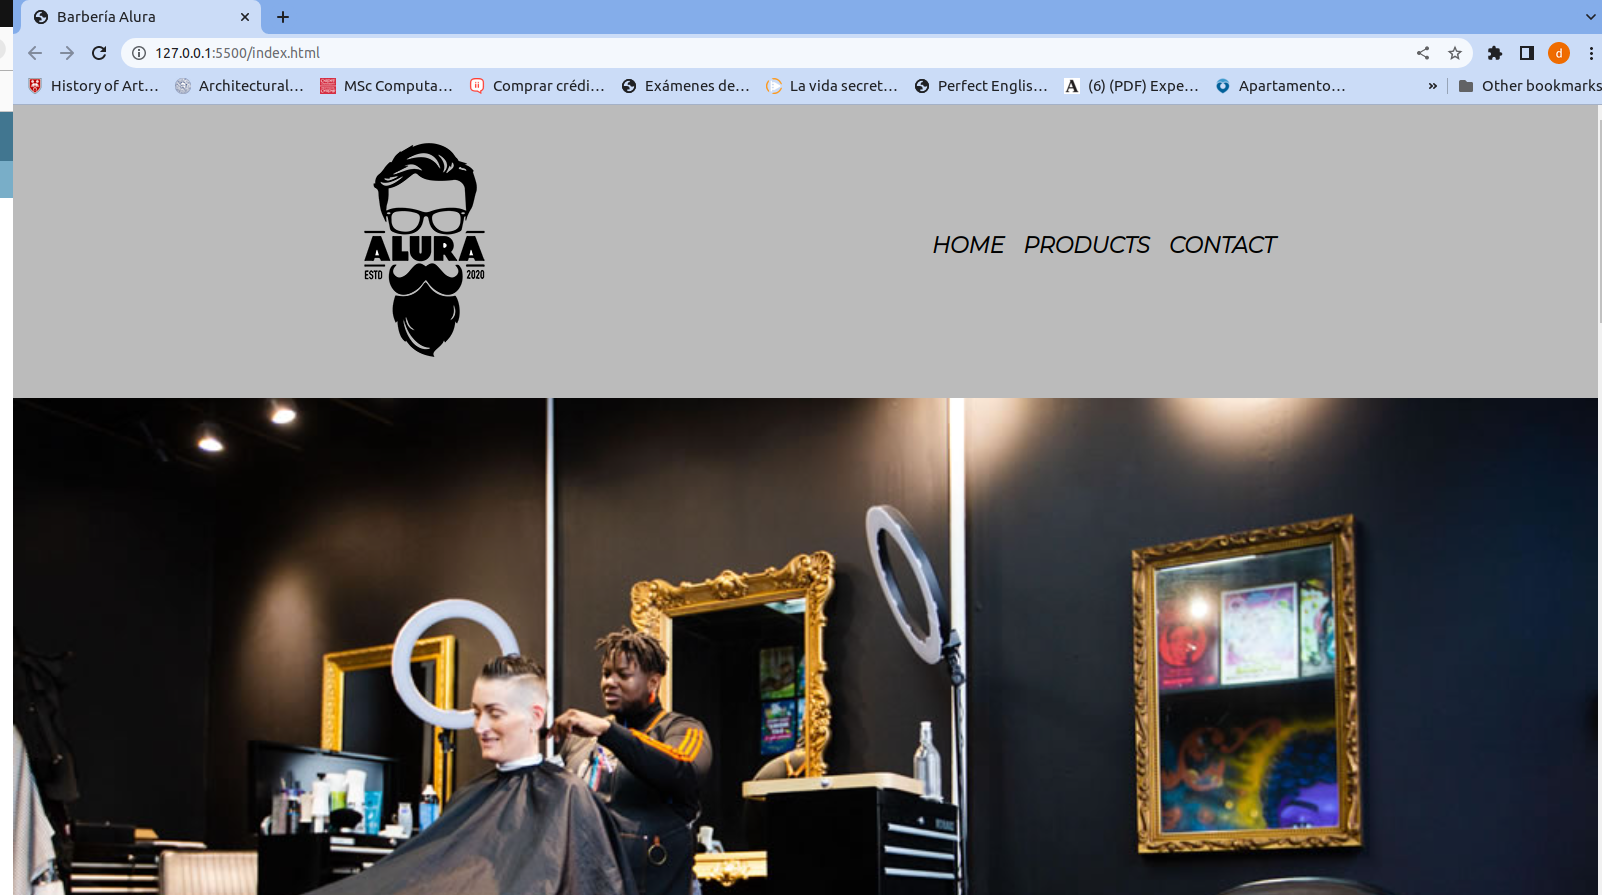 Barbería Alura
127.0.0.1:5500/index.html
d
History of Art… Architectural… MSc Computa… Comprar crédi… Exámenes de… La vida secret… Perfect Englis… A (6) (PDF) Expe… Apartamento… » Other bookmarks
ALURA
ESTD 2020
HOME PRODUCTS CONTACT